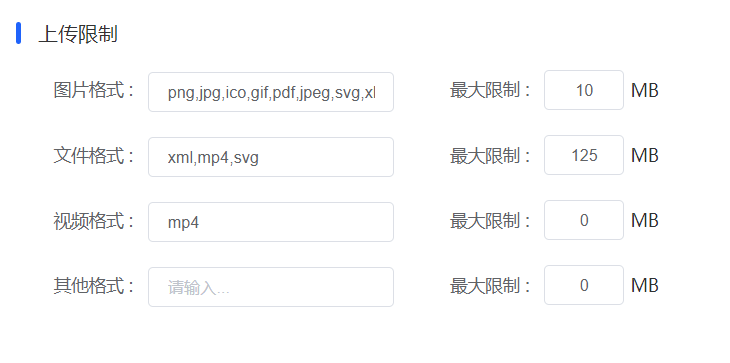 上传限制
图片格式： png,jpg,ico,gif,pdf,jpeg,svg,xl 最大限制： 10 MB
文件格式： xml,mp4,svg 最大限制： 125 MB
视频格式： mp4 最大限制： 0 MB
其他格式： 请输入... 最大限制： 0 MB